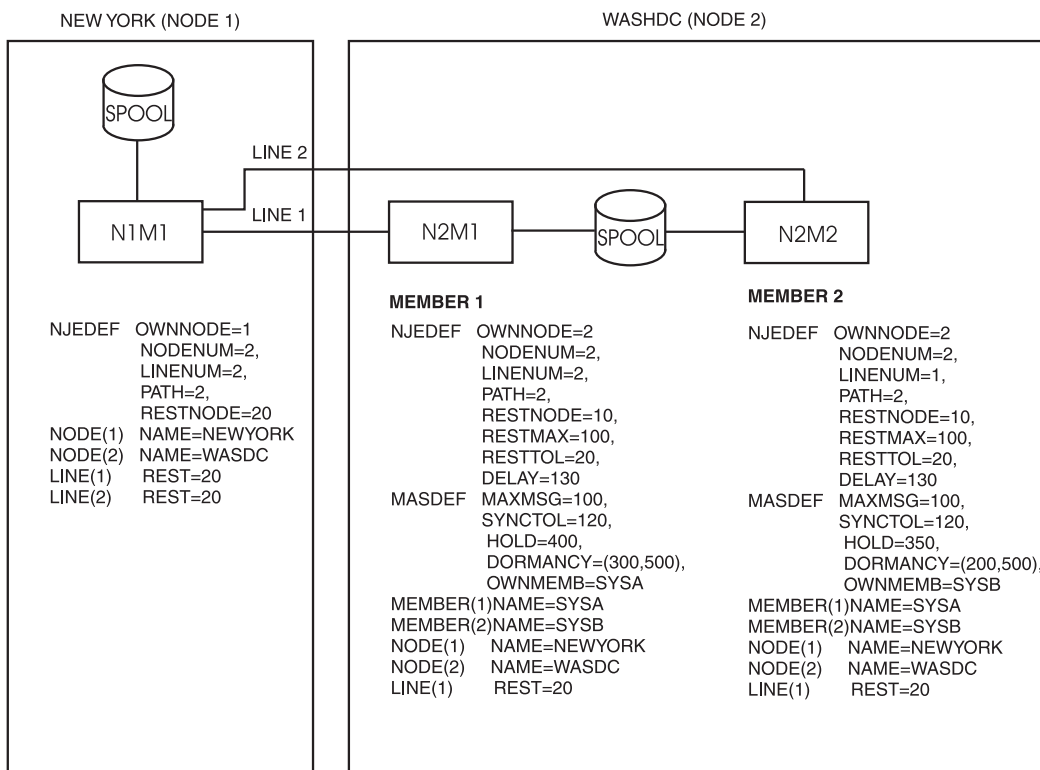 NEW YORK (NODE 1)
WASHDC (NODE 2)
SPOOL
LINE 2
LINE 1
N1M1
N2M1
SPOOL
N2M2
NJEDEF OWNNODE=1
NODENUM=2,
LINENUM=2,
PATH=2,
RESTNODE=20
NODE(1) NAME=NEWYORK
NODE(2) NAME=WASDC
LINE(1) REST=20
LINE(2) REST=20
MEMBER 1
NJEDEF OWNNODE=2
NODENUM=2,
LINENUM=2,
PATH=2,
RESTNODE=10,
RESTMAX=100,
RESTTOL=20,
DELAY=130
MASDEF MAXMSG=100,
SYNCTOL=120,
HOLD=400,
DORMANCY=(300,500),
OWNMEMB=SYSA
MEMBER(1)NAME=SYSA
MEMBER(2)NAME=SYSB
NODE(1) NAME=NEWYORK
NODE(2) NAME=WASDC
LINE(1) REST=20
MEMBER 2
NJEDEF OWNNODE=2
NODENUM=2,
LINENUM=1,
PATH=2,
RESTNODE=10,
RESTMAX=100,
RESTTOL=20,
DELAY=130
MASDEF MAXMSG=100,
SYNCTOL=120,
HOLD=350,
DORMANCY=(200,500),
OWNMEMB=SYSB
MEMBER(1)NAME=SYSA
MEMBER(2)NAME=SYSB
NODE(1) NAME=NEWYORK
NODE(2) NAME=WASDC
LINE(1) REST=20